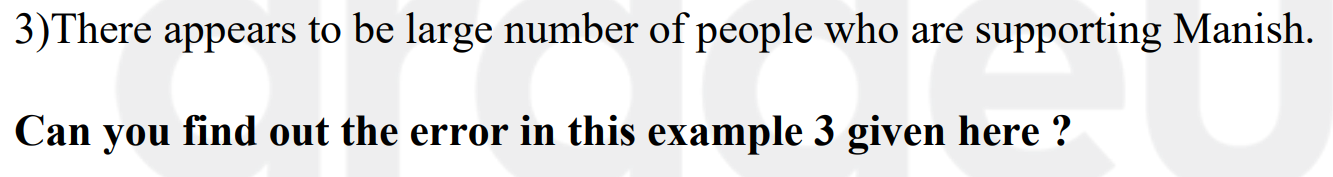 3)There appears to be large number of people who are supporting Manish.
Can you find out the error in this example 3 given here ?